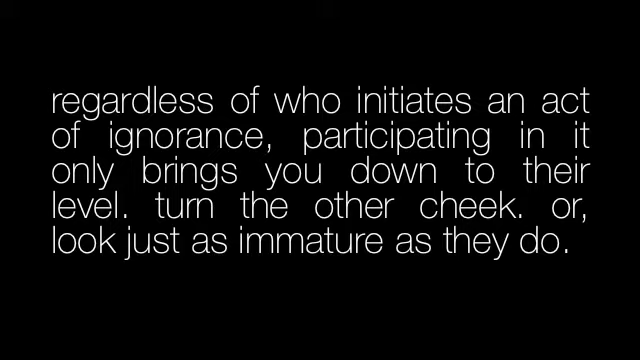 regardless of who initiates an act
of ignorance, participating in it
only brings you down to their
level. turn the other cheek. or,
look just as immature as they do.